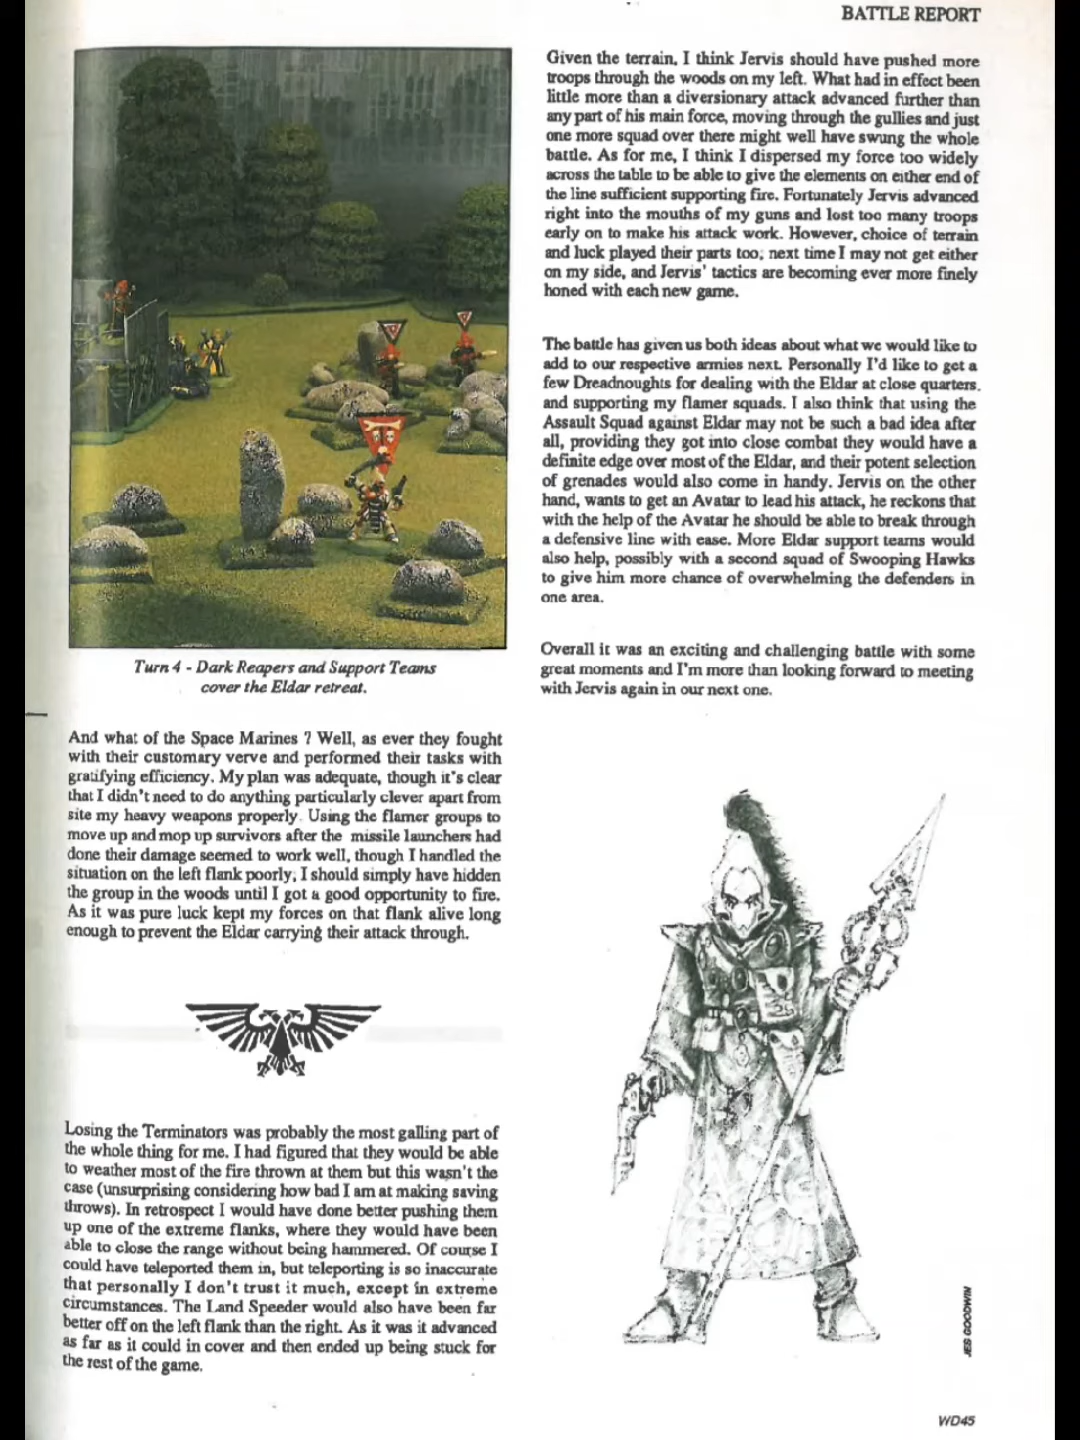 BATTLE REPORT
Turn 4 - Dark Reapers and Support Teams
cover the Eldar retreat.
And what of the Space Marines ? Well, as ever they fought
with their customary verve and performed their tasks with
gratifying efficiency. My plan was adequate, though it's clear
that I didn't need to do anything particularly clever apart from
site my heavy weapons properly. Using the flamer groups to
move up and mop up survivors after the missile launchers had
done their damage seemed to work well, though I handled the
situation on the left flank poorly; I should simply have hidden
the group in the woods until I got a good opportunity to fire.
As it was pure luck kept my forces on that flank alive long
enough to prevent the Eldar carrying their attack through.
Losing the Terminators was probably the most galling part of
the whole thing for me. I had figured that they would be able
to weather most of the fire thrown at them but this wasn't the
case (unsurprising considering how bad I am at making saving
throws). In retrospect I would have done better pushing them
up one of the extreme flanks, where they would have been
able to close the range without being hammered. Of course I
could have teleported them in, but teleporting is so inaccurate
that personally I don't trust it much, except in extreme
circumstances. The Land Speeder would also have been far
better off on the left flank than the right. As it was it advanced
as far as it could in cover and then ended up being stuck for
the rest of the game.
Given the terrain, I think Jervis should have pushed more
troops through the woods on my left. What had in effect been
little more than a diversionary attack advanced further than
any part of his main force, moving through the gullies and just
one more squad over there might well have swung the whole
battle. As for me, I think I dispersed my force too widely
across the table to be able to give the elements on either end of
the line sufficient supporting fire. Fortunately Jervis advanced
right into the mouths of my guns and lost too many troops
early on to make his attack work. However, choice of terrain
and luck played their parts too; next time I may not get either
on my side, and Jervis' tactics are becoming ever more finely
honed with each new game.
The battle has given us both ideas about what we would like to
add to our respective armies next. Personally I'd like to get a
few Dreadnoughts for dealing with the Eldar at close quarters,
and supporting my flamer squads. I also think that using the
Assault Squad against Eldar may not be such a bad idea after
all, providing they got into close combat they would have a
definite edge over most of the Eldar, and their potent selection
of grenades would also come in handy. Jervis on the other
hand, wants to get an Avatar to lead his attack, he reckons that
with the help of the Avatar he should be able to break through
a defensive line with ease. More Eldar support teams would
also help, possibly with a second squad of Swooping Hawks
to give him more chance of overwhelming the defenders in
one area.
Overall it was an exciting and challenging battle with some
great moments and I'm more than looking forward to meeting
with Jervis again in our next one.
JES GOODWIN
WD45